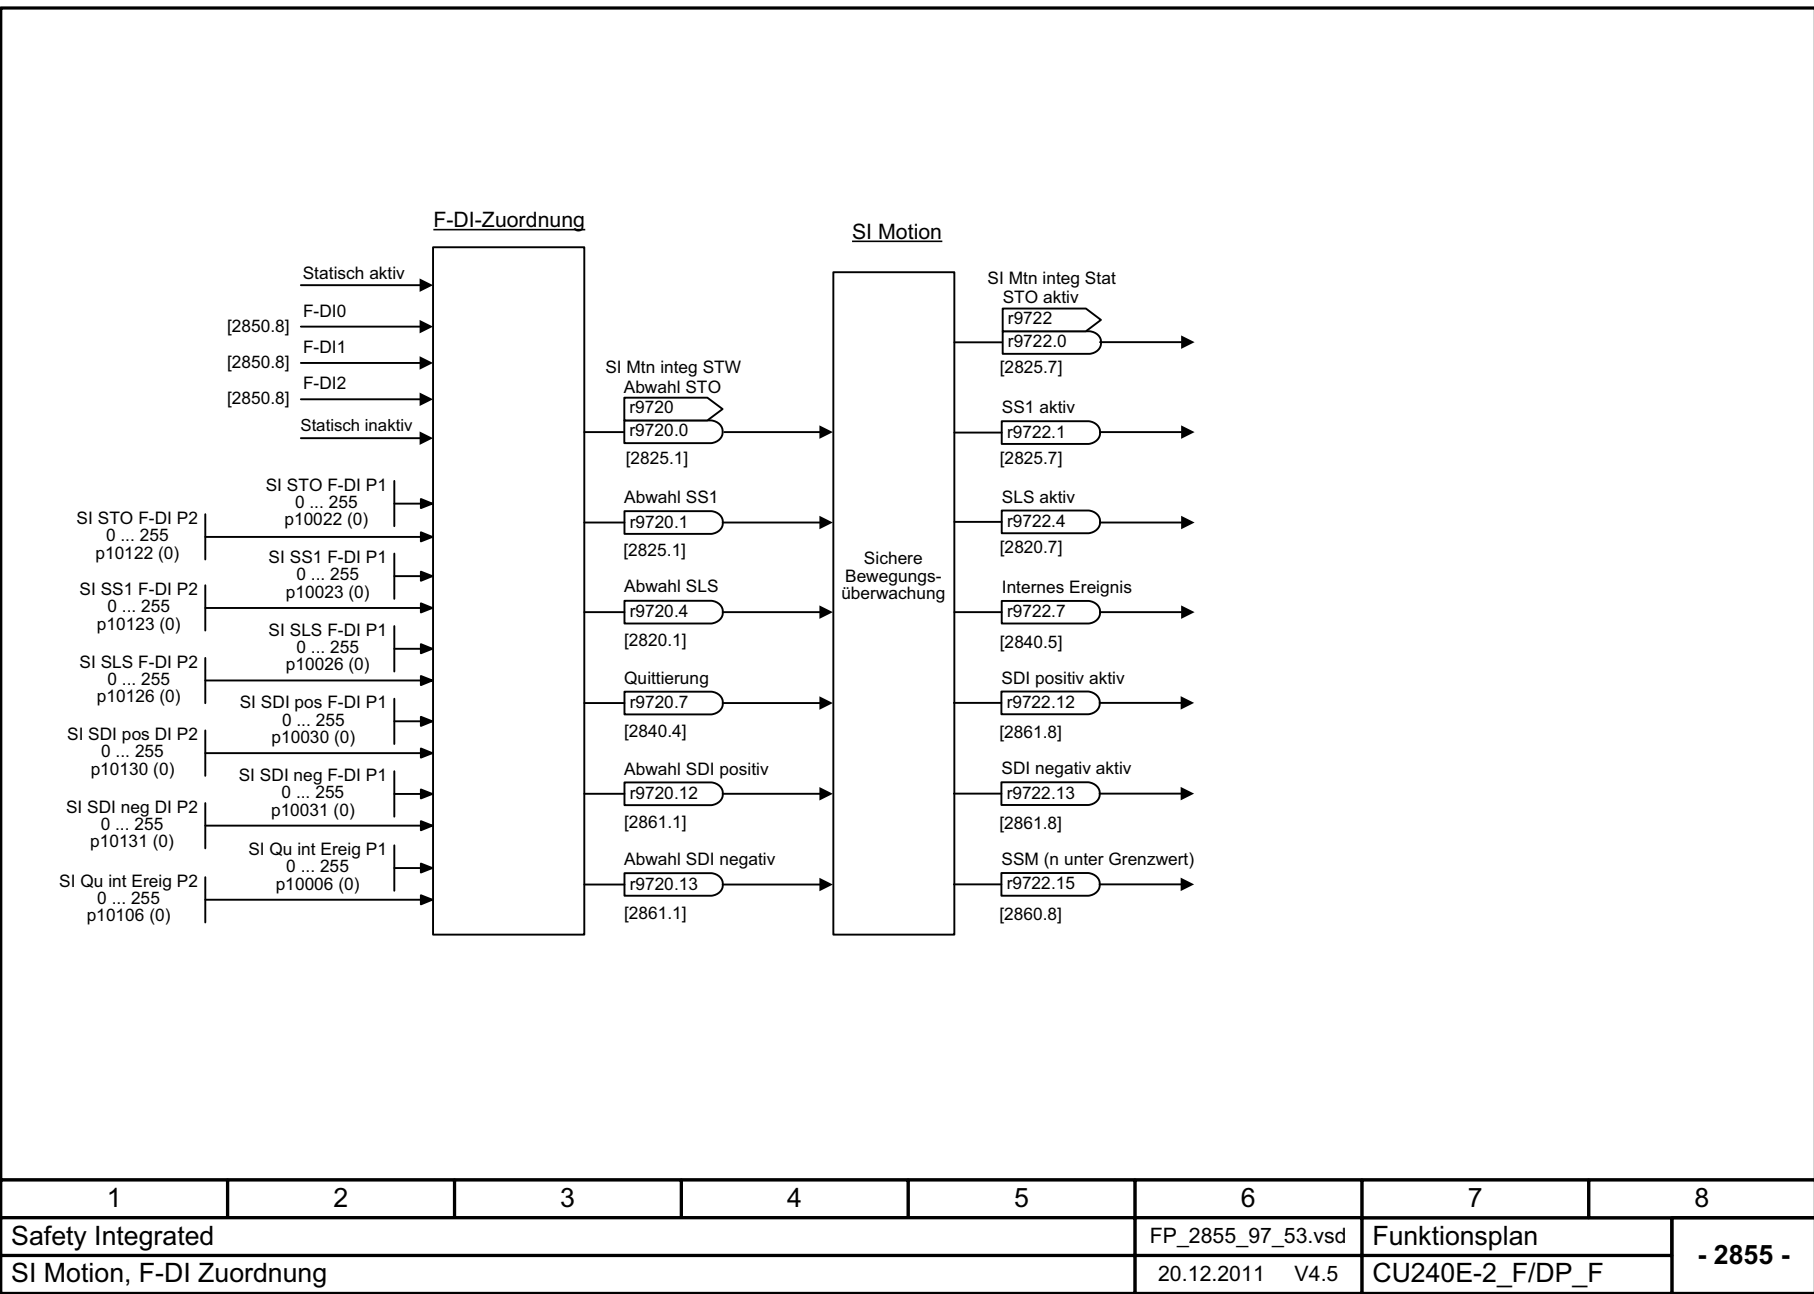 F-DI-Zuordnung
SI Motion
Statisch aktiv
F-DI0
[2850.8]
F-DI1
[2850.8]
F-DI2
[2850.8]
Statisch inaktiv
SI STO F-DI P1
0 ... 255
p10022 (0)
SI STO F-DI P2
0 ... 255
p10122 (0)
SI SS1 F-DI P1
0 ... 255
p10023 (0)
SI SS1 F-DI P2
0 ... 255
p10123 (0)
SI SLS F-DI P1
0 ... 255
p10026 (0)
SI SLS F-DI P2
0 ... 255
p10126 (0)
SI SDI pos F-DI P1
0 ... 255
p10030 (0)
SI SDI pos DI P2
0 ... 255
p10130 (0)
SI SDI neg F-DI P1
0 ... 255
p10031 (0)
SI SDI neg DI P2
0 ... 255
p10131 (0)
SI Qu int Ereig P1
0 ... 255
p10006 (0)
SI Qu int Ereig P2
0 ... 255
p10106 (0)
SI Mtn integ STW
Abwahl STO
r9720
r9720.0
[2825.1]
Abwahl SS1
r9720.1
[2825.1]
Abwahl SLS
r9720.4
[2820.1]
Quittierung
r9720.7
[2840.4]
Abwahl SDI positiv
r9720.12
[2861.1]
Abwahl SDI negativ
r9720.13
[2861.1]
Sichere
Bewegungs-
überwachung
SI Mtn integ Stat
STO aktiv
r9722
r9722.0
[2825.7]
SS1 aktiv
r9722.1
[2825.7]
SLS aktiv
r9722.4
[2820.7]
Internes Ereignis
r9722.7
[2840.5]
SDI positiv aktiv
r9722.12
[2861.8]
SDI negativ aktiv
r9722.13
[2861.8]
SSM (n unter Grenzwert)
r9722.15
[2860.8]
1 2 3 4 5 6 7 8
Safety Integrated
FP_2855_97_53.vsd
Funktionsplan
- 2855 -
SI Motion, F-DI Zuordnung
20.12.2011 V4.5
CU240E-2_F/DP_F